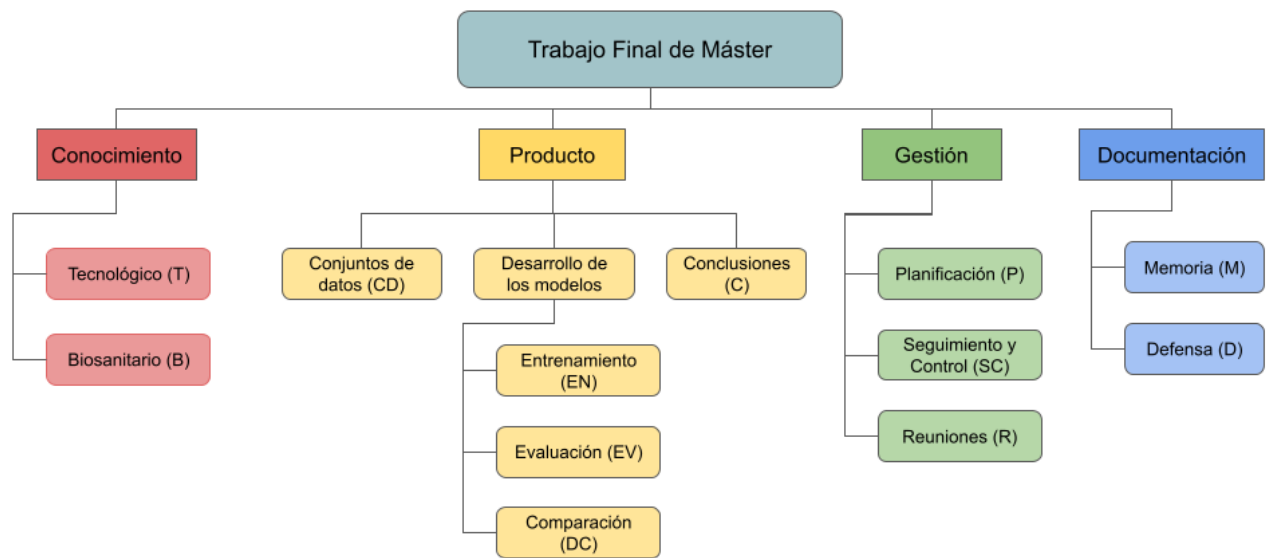 Trabajo Final de Máster
Conocimiento
Producto
Gestión
Documentación
Tecnológico (T)
Biosanitario (B)
Conjuntos de
datos (CD)
Desarrollo de
los modelos
Conclusiones
(C)
Entrenamiento
(EN)
Evaluación (EV)
Comparación
(DC)
Planificación (P)
Seguimiento y
Control (SC)
Reuniones (R)
Memoria (M)
Defensa (D)